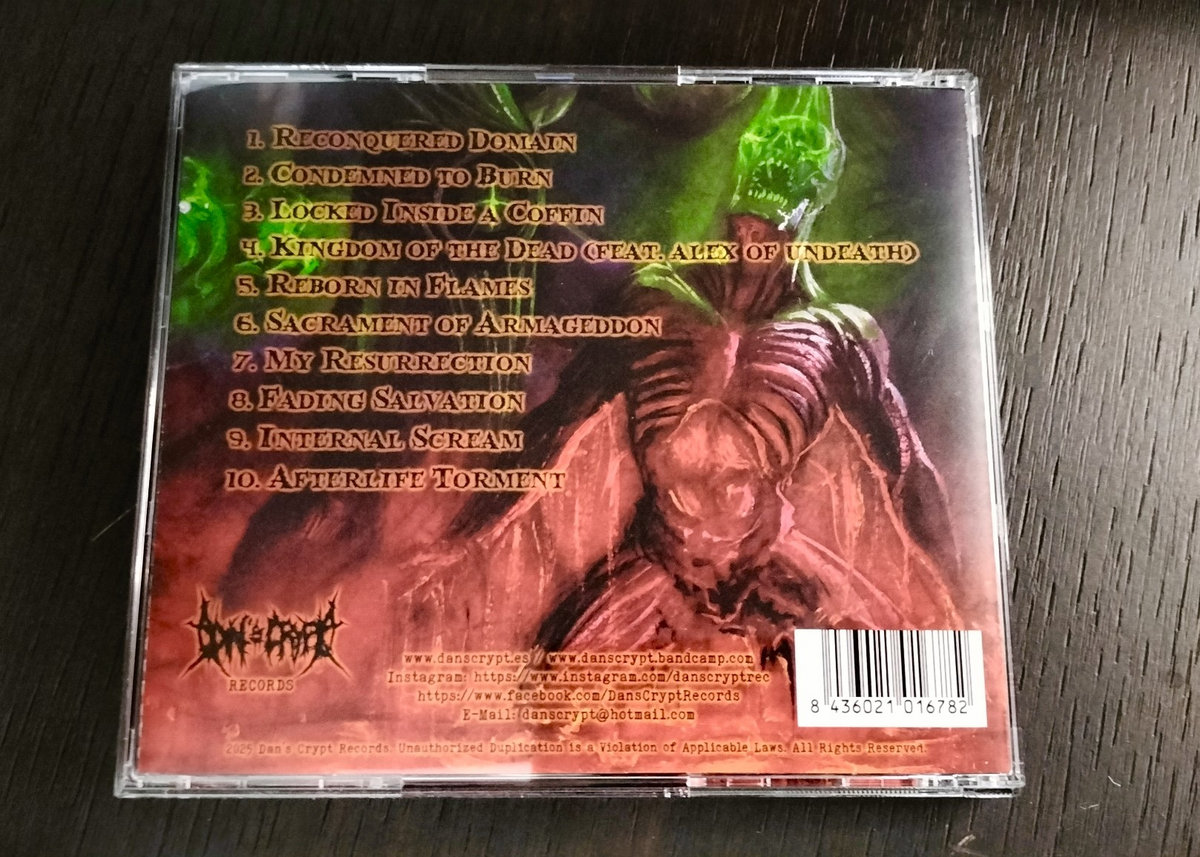 1. Reconquered Domain
2. Condemned to Burn
3. Locked Inside a Coffin
4. Kingdom of the Dead (feat. alex of undeath)
5. Reborn in Flames
6. Sacrament of Armageddon
7. My Resurrection
8. Fading Salvation
9. Internal Scream
10. Afterlife Torment
DAN'S CRYPT
RECORDS
www.danscrypt.es // www.danscrypt.bandcamp.com
Instagram: https://www.instagram.com/danscryptrec
https://www.facebook.com/DansCryptRecords
E-Mail: danscrypt@hotmail.com
8 436021 016782
2025 Dan's Crypt Records. Unauthorized Duplication is a Violation of Applicable Laws. All Rights Reserved.